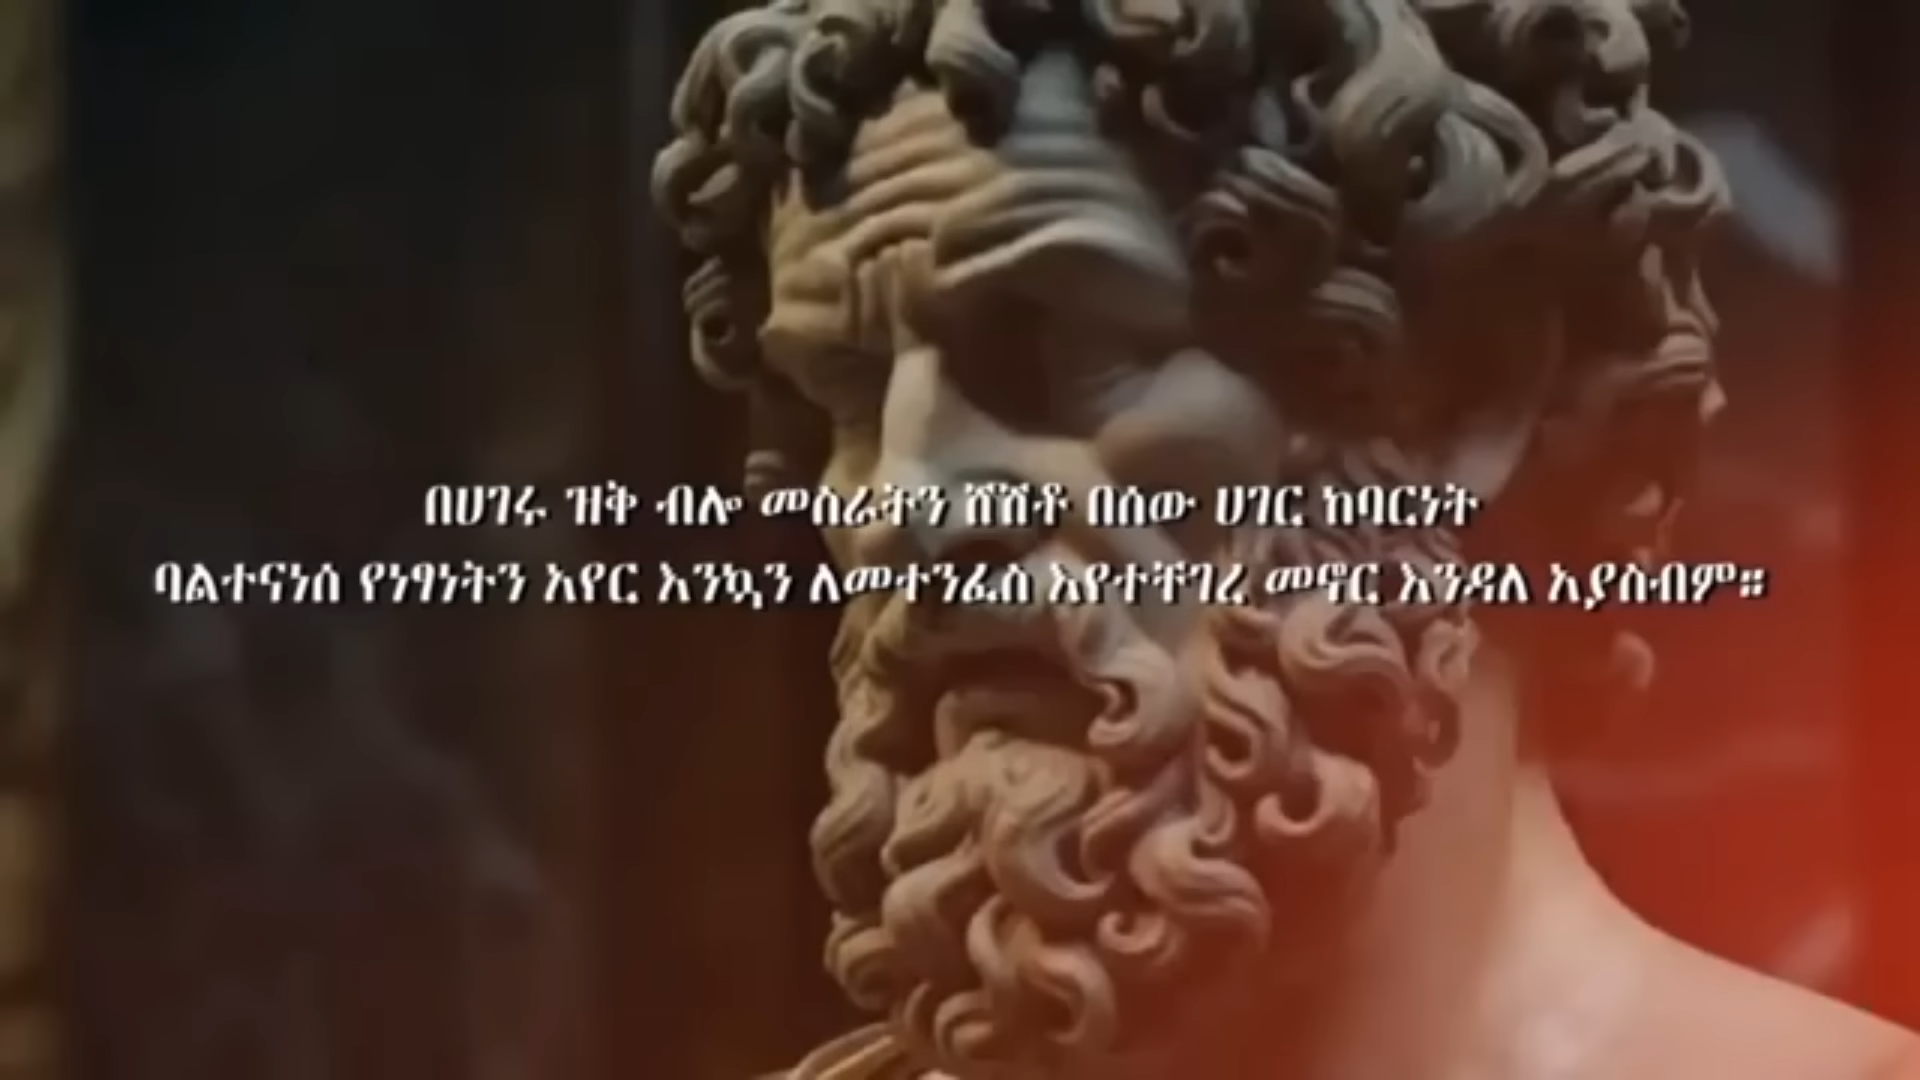 በሀገሩ ዝቅ ብሎ መስራትን ሸሽቶ በሰው ሀገር ከባርነት
ባልተናነሰ የነፃነትን አየር እንኳን ለመተንፈስ እየተቸገረ መኖር እንዳለ አያስብም።